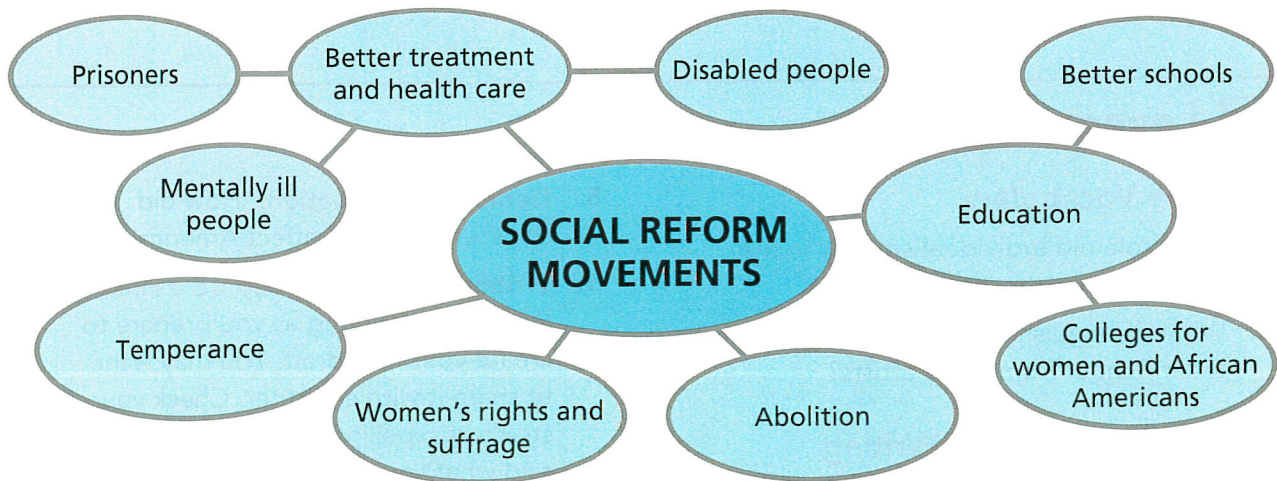 Prisoners
Better treatment
and health care
Disabled people
Better schools
Mentally ill
people
SOCIAL REFORM
MOVEMENTS
Education
Temperance
Women's rights and
suffrage
Abolition
Colleges for
women and African
Americans